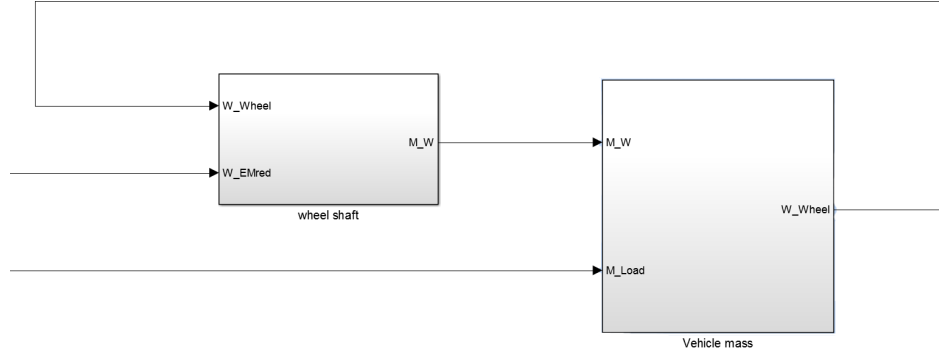 W_Wheel
M_W
W_EMred
wheel shaft
M_W
W_Wheel
M_Load
Vehicle mass